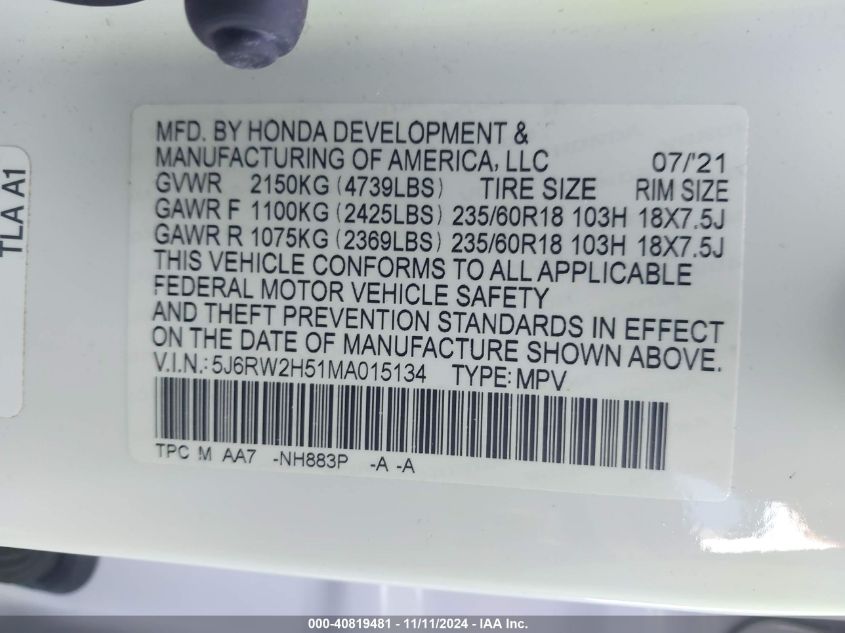 TLA A1
MFD. BY HONDA DEVELOPMENT &
MANUFACTURING OF AMERICA, LLC 07/'21
GVWR 2150KG (4739LBS) TIRE SIZE RIM SIZE
GAWR F 1100KG (2425LBS) 235/60R18 103H 18X7.5J
GAWR R 1075KG (2369LBS) 235/60R18 103H 18X7.5J
THIS VEHICLE CONFORMS TO ALL APPLICABLE
FEDERAL MOTOR VEHICLE SAFETY
AND THEFT PREVENTION STANDARDS IN EFFECT
ON THE DATE OF MANUFACTURE SHOWN ABOVE.
V.I.N.: 5J6RW2H51MA015134 TYPE: MPV
TPC M AA7 -NH883P -A -A
000-40819481 - 11/11/2024 - IAA Inc.